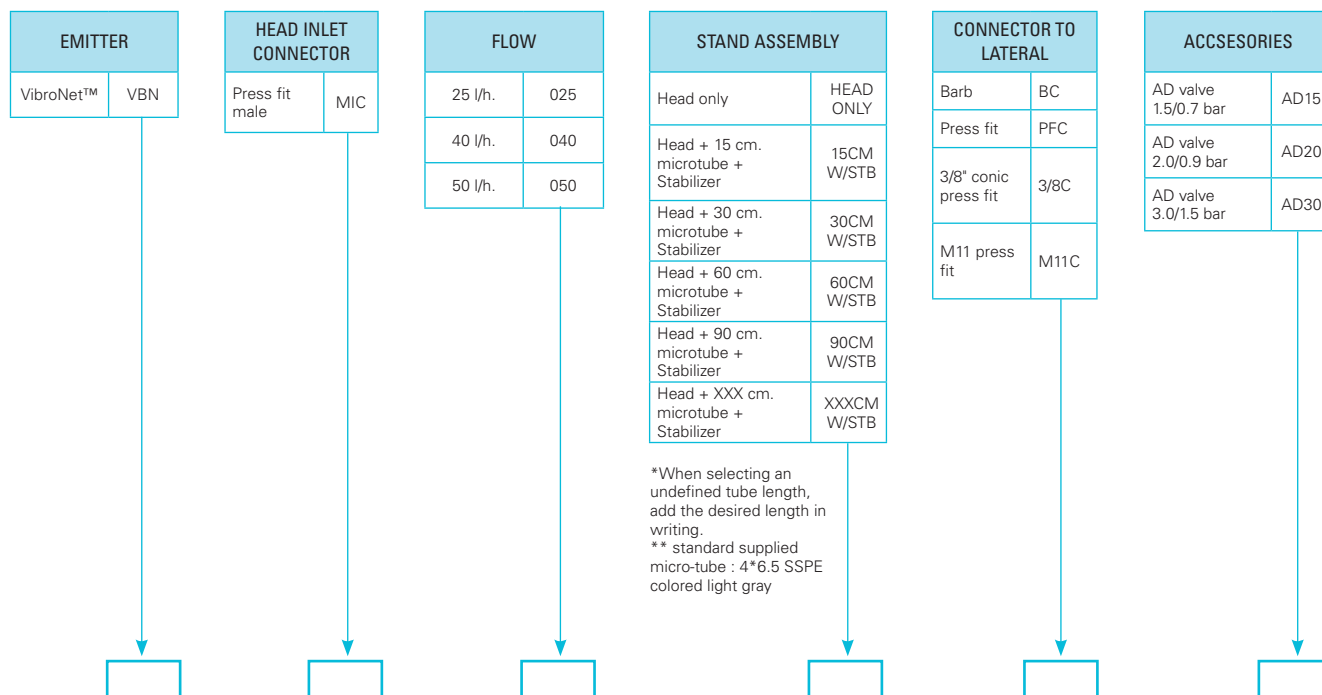 EMITTER
VibroNet™ VBN
HEAD INLET
CONNECTOR
Press fit
male
MIC
FLOW
25 l/h. 025
40 l/h. 040
50 l/h. 050
STAND ASSEMBLY
Head only
HEAD
ONLY
Head + 15 cm.
microtube +
Stabilizer
15CM
W/STB
Head + 30 cm.
microtube +
Stabilizer
30CM
W/STB
Head + 60 cm.
microtube +
Stabilizer
60CM
W/STB
Head + 90 cm.
microtube +
Stabilizer
90CM
W/STB
Head + XXX cm.
microtube +
Stabilizer
XXXCM
W/STB
*When selecting an
undefined tube length,
add the desired length in
writing.
** standard supplied
micro-tube : 4*6.5 SSPE
colored light gray
CONNECTOR TO
LATERAL
Barb BC
Press fit PFC
3/8" conic
press fit
3/8C
M11 press
fit
M11C
ACCSESORIES
AD valve
1.5/0.7 bar
AD15
AD valve
2.0/0.9 bar
AD20
AD valve
3.0/1.5 bar
AD30